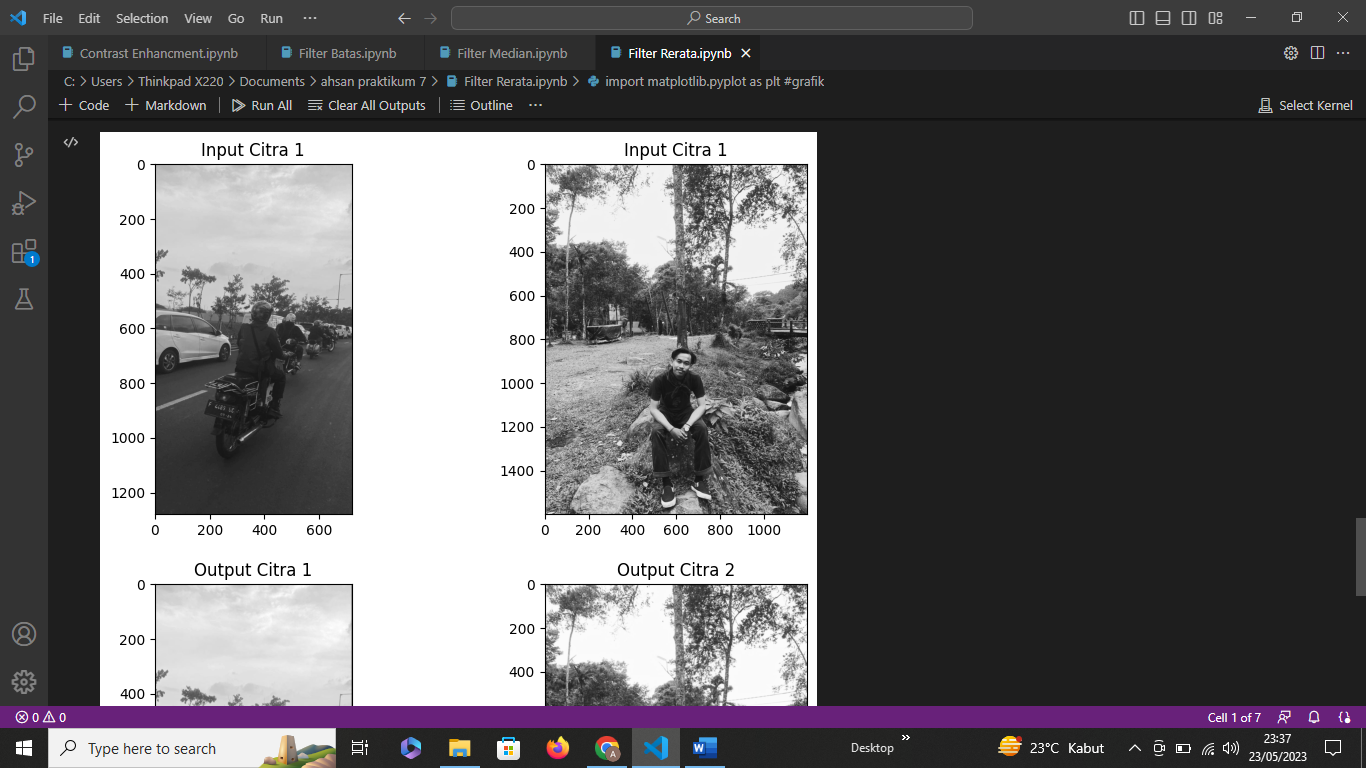 File Edit Selection View Go Run ··· Search
Contrast Enhancment.ipynb Filter Batas.ipynb Filter Median.ipynb Filter Rerata.ipynb
C: > Users > Thinkpad X220 > Documents > ahsan praktikum 7 > Filter Rerata.ipynb > import matplotlib.pyplot as plt #grafik
Code Markdown Run All Clear All Outputs Outline ··· Select Kernel
Input Citra 1 Input Citra 1
0 0
200 200
400 400
600 600
800 800
1000 1000
1200 1200
1400
0 200 400 600 0 200 400 600 800 1000
Output Citra 1 Output Citra 2
0 0
200 200
400 400
1
0 0 Cell 1 of 7
Type here to search Desktop 23°C Kabut 23:37
23/05/2023